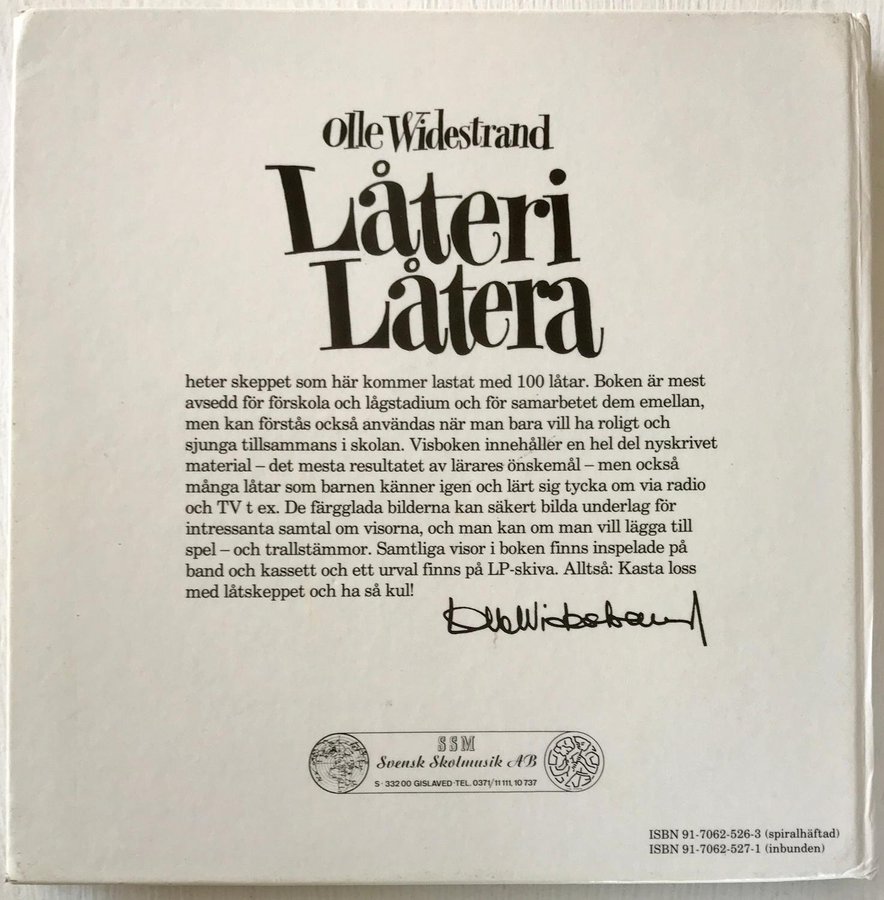 Olle Widestrand
Låteri
Låtera
heter skeppet som här kommer lastat med 100 låtar. Boken är mest
avsedd för förskola och lågstadium och för samarbetet dem emellan,
men kan förstås också användas när man bara vill ha roligt och
sjunga tillsammans i skolan. Visboken innehåller en hel del nyskrivet
material – det mesta resultatet av lärares önskemål – men också
många låtar som barnen känner igen och lärt sig tycka om via radio
och TV t ex. De färgglada bilderna kan säkert bilda underlag för
intressanta samtal om visorna, och man kan om man vill lägga till
spel – och trallstämmor. Samtliga visor i boken finns inspelade på
band och kassett och ett urval finns på LP-skiva. Alltså: Kasta loss
med låtskeppet och ha så kul!
Olle Widestrand
SSM
Svensk Skolmusik AB
S · 332 00 GISLAVED · TEL. 0371/11 111, 10 737
ISBN 91-7062-526-3 (spiralhäftad)
ISBN 91-7062-527-1 (inbunden)